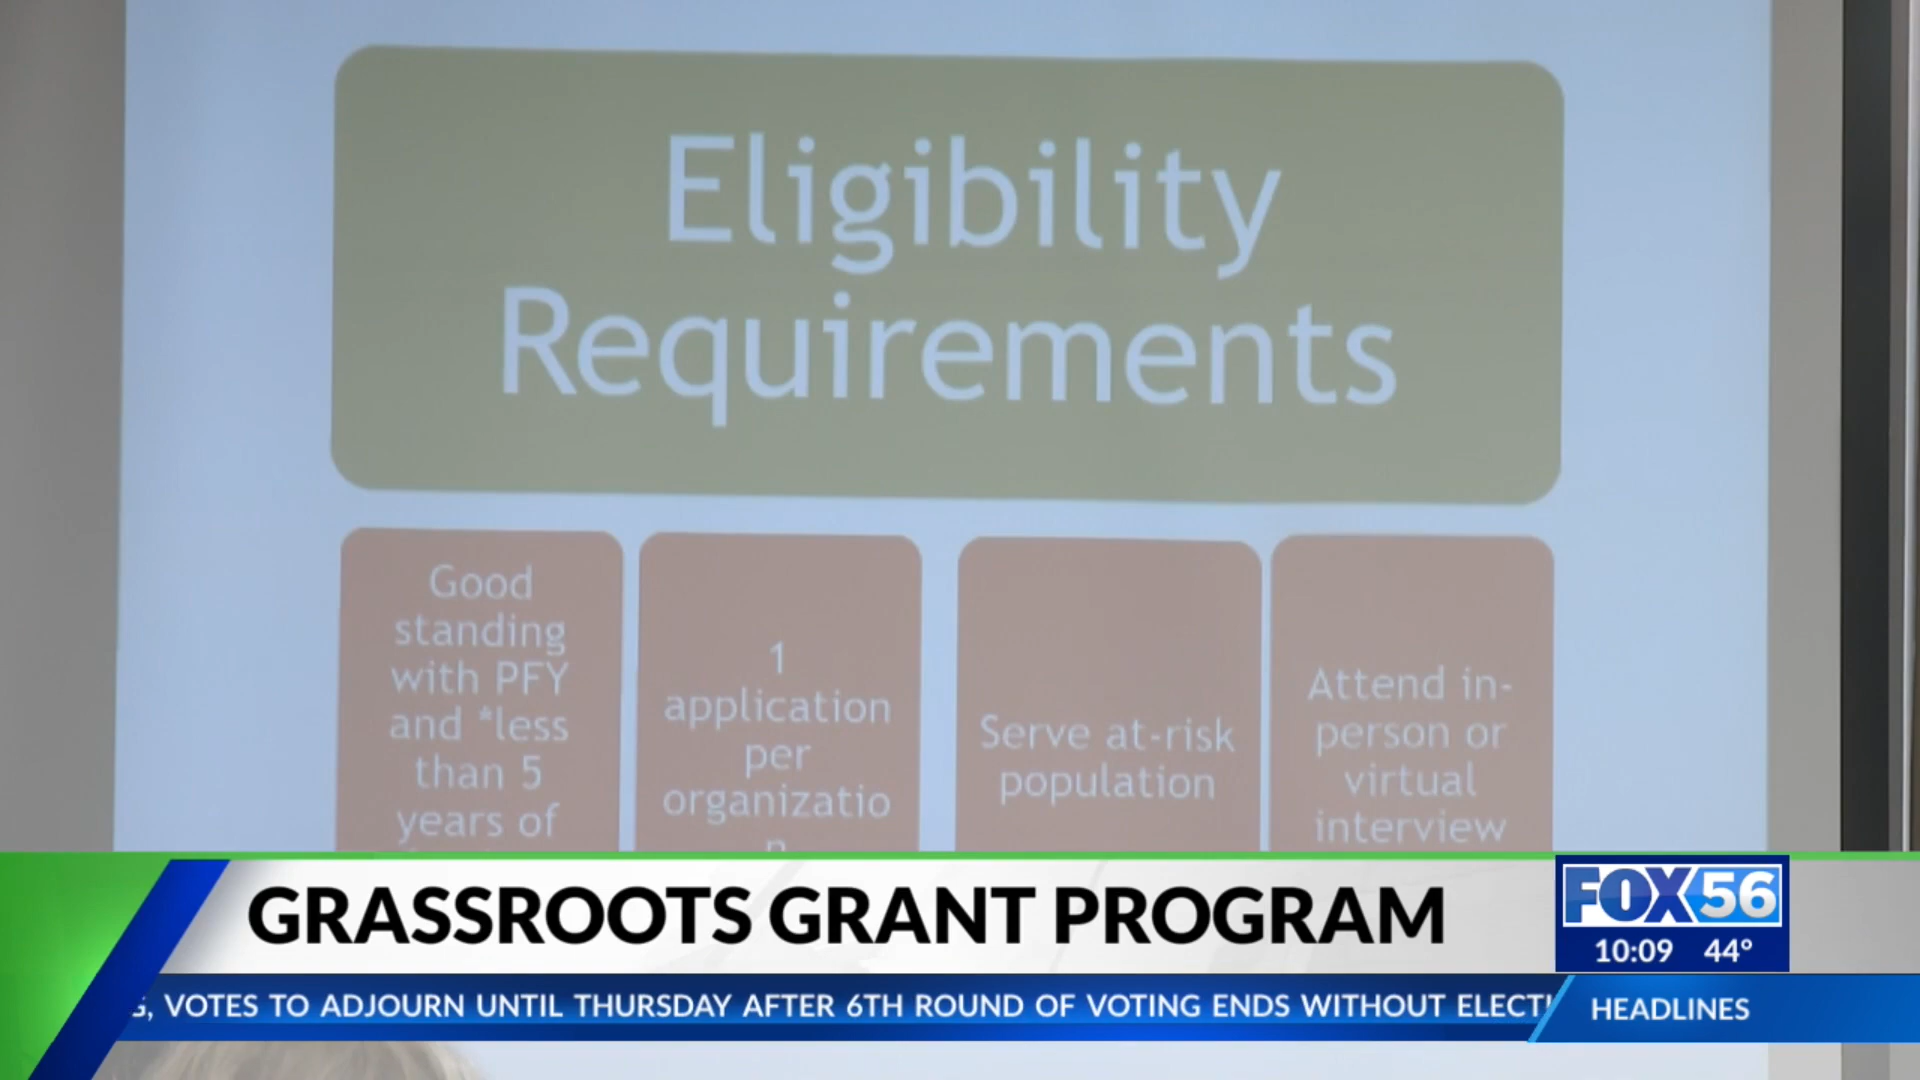 Eligibility
Requirements
Good
standing
with PFY
and *less
than 5
years of
1
application
per
organizatio
n
Serve at-risk
population
Attend in-
person or
virtual
interview
GRASSROOTS GRANT PROGRAM
FOX56
10:09 44°
VOTES TO ADJOURN UNTIL THURSDAY AFTER 6TH ROUND OF VOTING ENDS WITHOUT ELECTI
HEADLINES